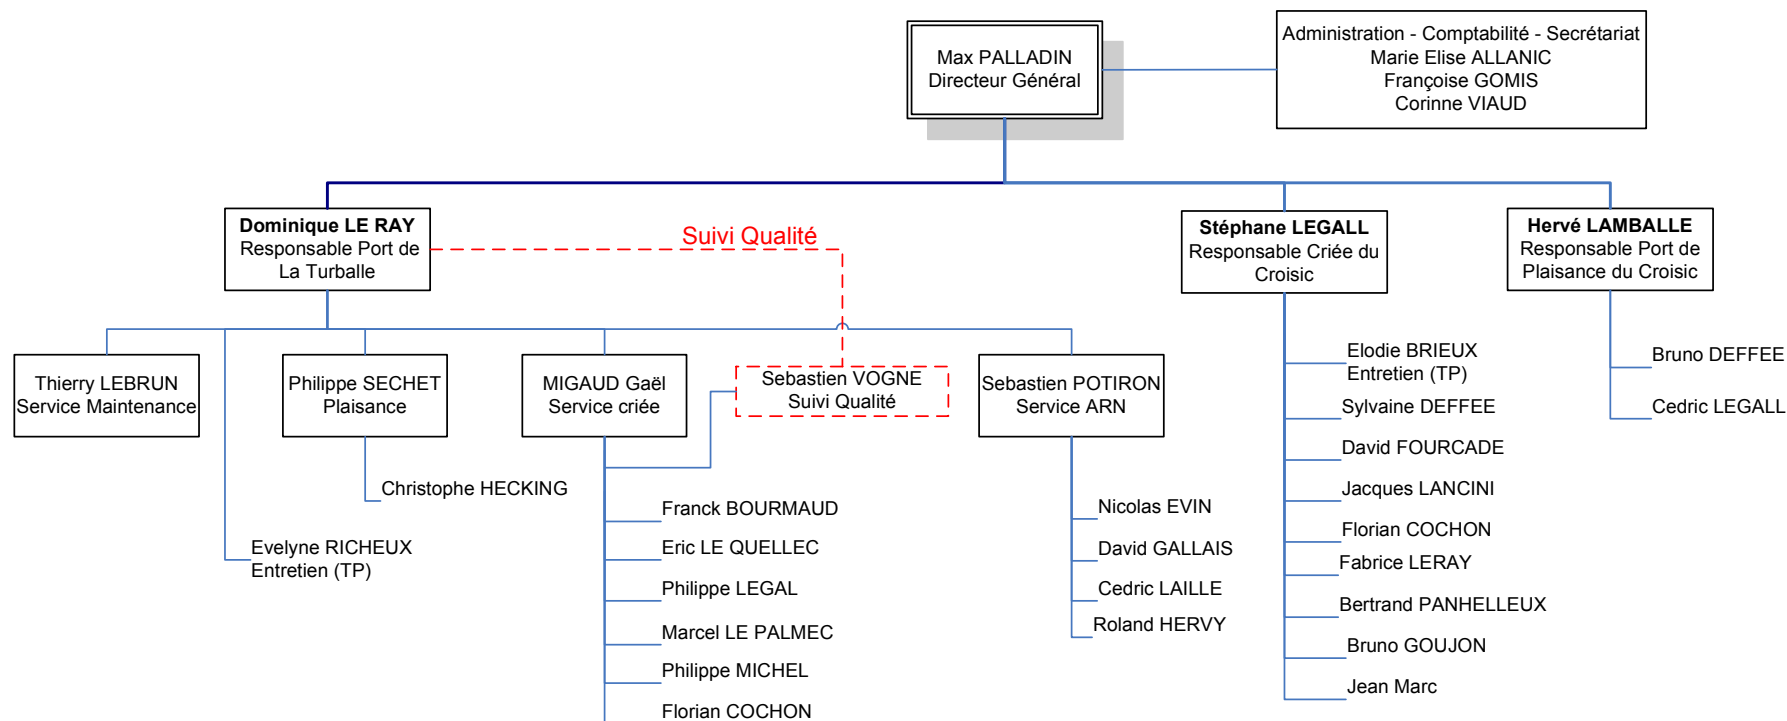 Max PALLADIN
Directeur Général
Administration - Comptabilité - Secrétariat
Marie Elise ALLANIC
Françoise GOMIS
Corinne VIAUD
Dominique LE RAY
Responsable Port de
La Turballe
Suivi Qualité
Stéphane LEGALL
Responsable Criée du
Croisic
Hervé LAMBALLE
Responsable Port de
Plaisance du Croisic
Thierry LEBRUN
Service Maintenance
Philippe SECHET
Plaisance
MIGAUD Gaël
Service criée
Sebastien VOGNE
Suivi Qualité
Sebastien POTIRON
Service ARN
Christophe HECKING
Evelyne RICHEUX
Entretien (TP)
Franck BOURMAUD
Eric LE QUELLEC
Philippe LEGAL
Marcel LE PALMEC
Philippe MICHEL
Florian COCHON
Nicolas EVIN
David GALLAIS
Cedric LAILLE
Roland HERVY
Elodie BRIEUX
Entretien (TP)
Sylvaine DEFFEE
David FOURCADE
Jacques LANCINI
Florian COCHON
Fabrice LERAY
Bertrand PANHELLEUX
Bruno GOUJON
Jean Marc
Bruno DEFFEE
Cedric LEGALL